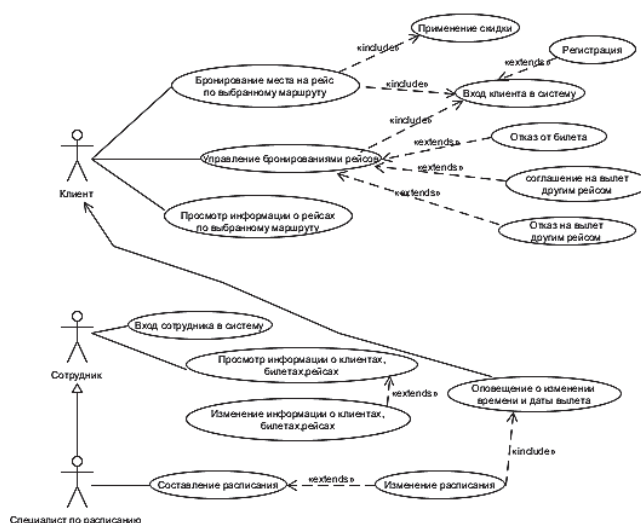 Применение скидки
«include»
Регистрация
Бронирование места на рейс
по выбранному маршруту
«include»
«extends»
Вход клиента в систему
«include»
Отказ от билета
«extends»
Управление бронированиями рейсов
«extends»
соглашение на вылет
другим рейсом
Клиент
«extends»
Просмотр информации о рейсах
по выбранному маршруту
Отказ на вылет
другим рейсом
Вход сотрудника в систему
Просмотр информации о клиентах,
билетах,рейсах
Сотрудник
«extends»
Оповещение о изменении
времени и даты вылета
Изменение информации о клиентах,
билетах,рейсах
«include»
Составление расписания
«extends»
Изменение расписания
Специалист по расписанию